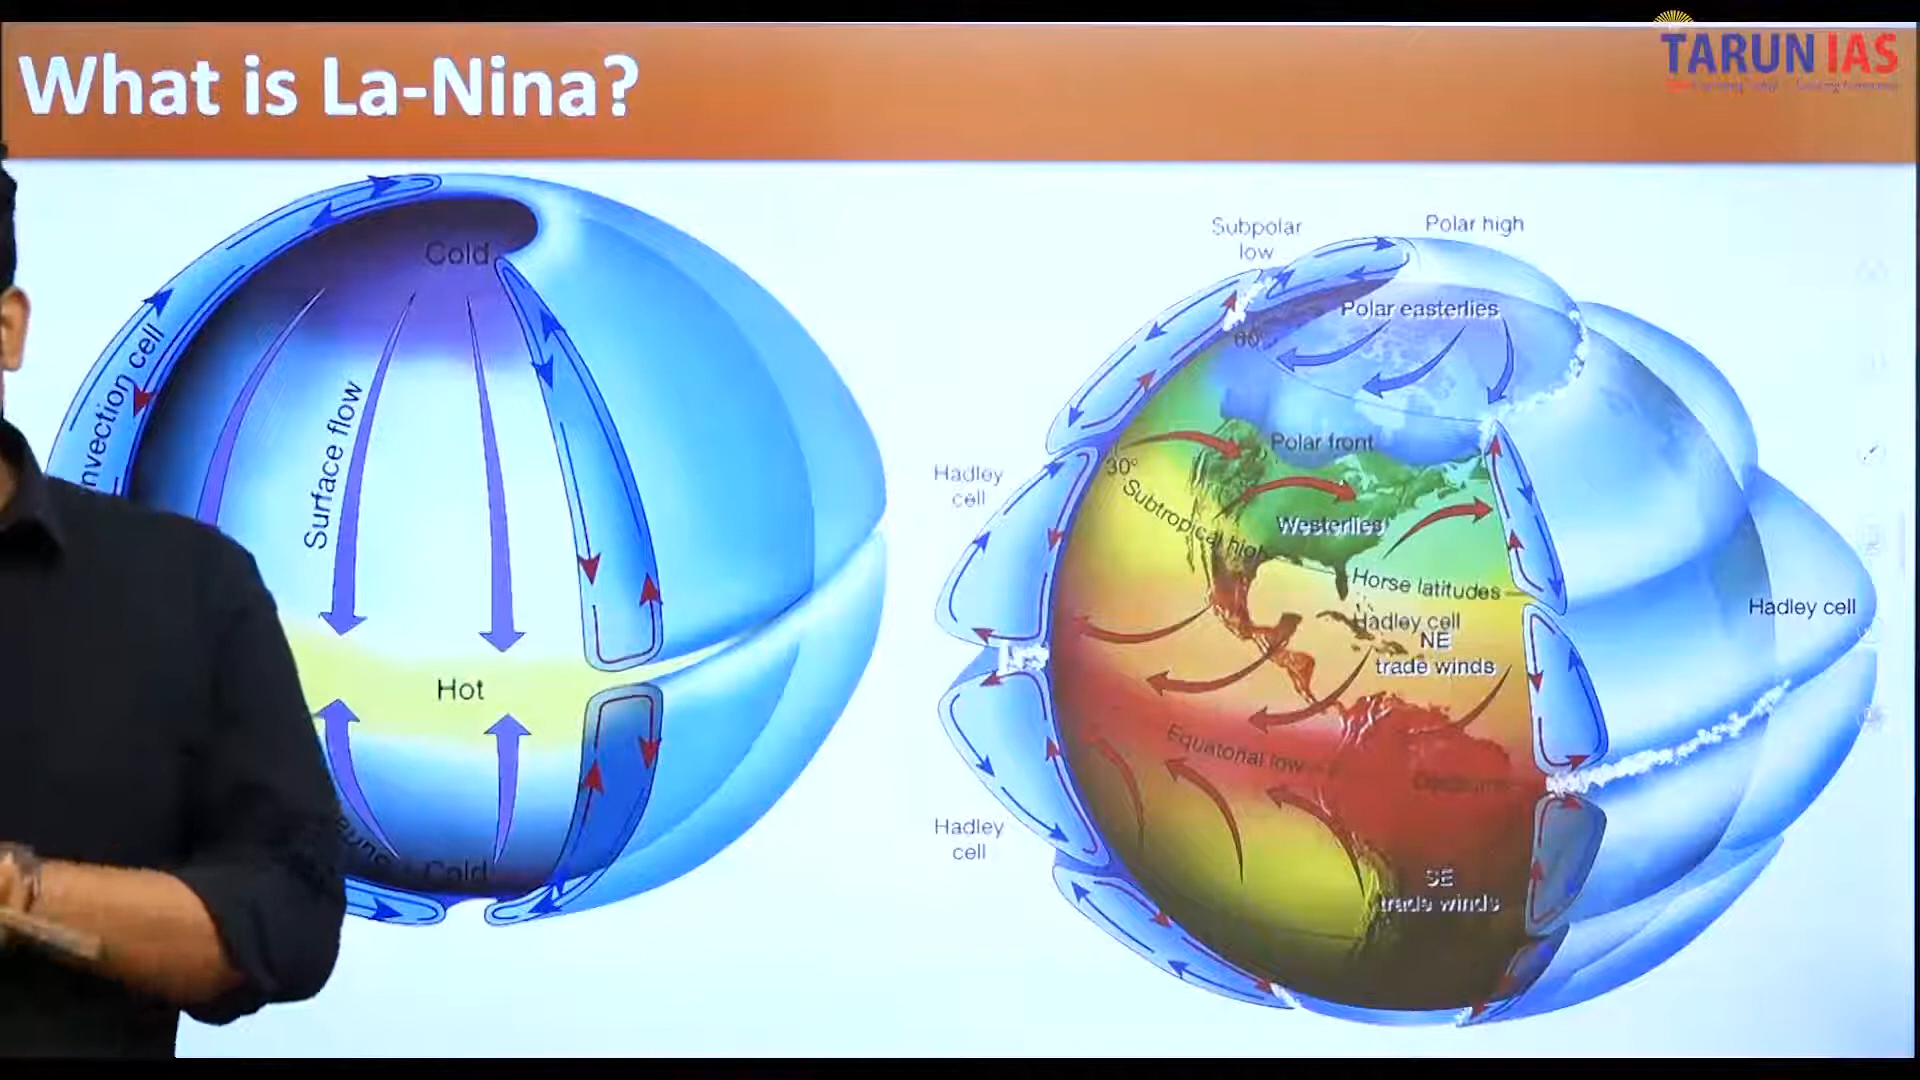 What is La-Nina?
TARUN IAS
Cold
nvection cell
Surface flow
Hot
Cold
Subpolar
low
Polar high
Polar easterlies
60°
Polar front
30°
Subtropical high
Westerlies
Hadley
cell
Horse latitudes
Hadley cell
NE
trade winds
Hadley cell
Equatorial low
Hadley
cell
SE
trade winds